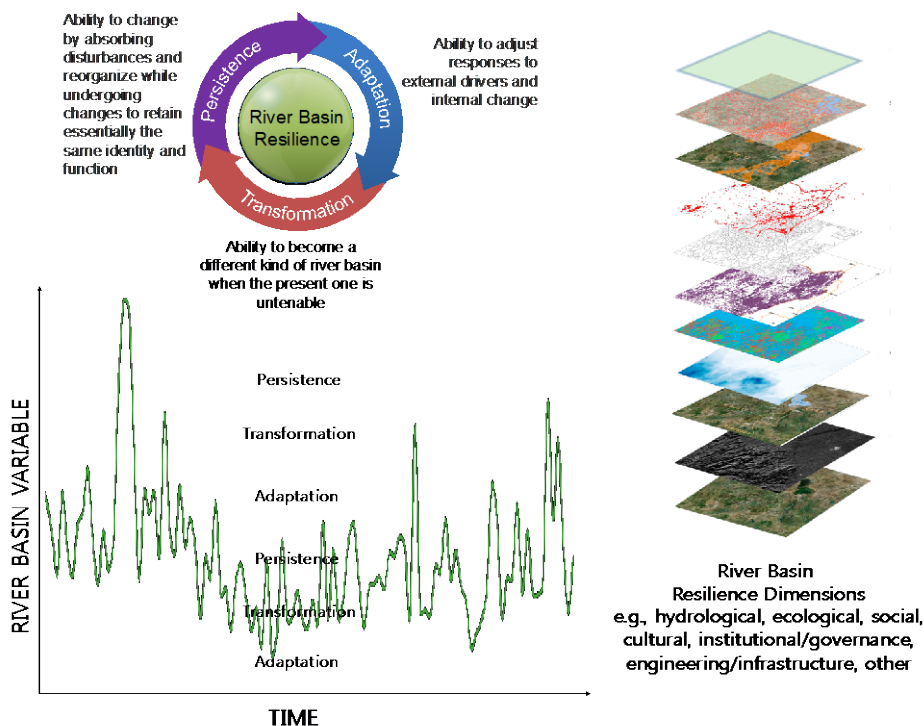 Ability to change
by absorbing
disturbances and
reorganize while
undergoing
changes to retain
essentially the
same identity and
function
Persistence
Adaptation
Transformation
River Basin
Resilience
Ability to adjust
responses to
external drivers and
internal change
Ability to become a
different kind of river basin
when the present one is
untenable
RIVER BASIN VARIABLE
Persistence
Transformation
Adaptation
Persistence
Transformation
Adaptation
TIME
River Basin
Resilience Dimensions
e.g., hydrological, ecological, social,
cultural, institutional/governance,
engineering/infrastructure, other